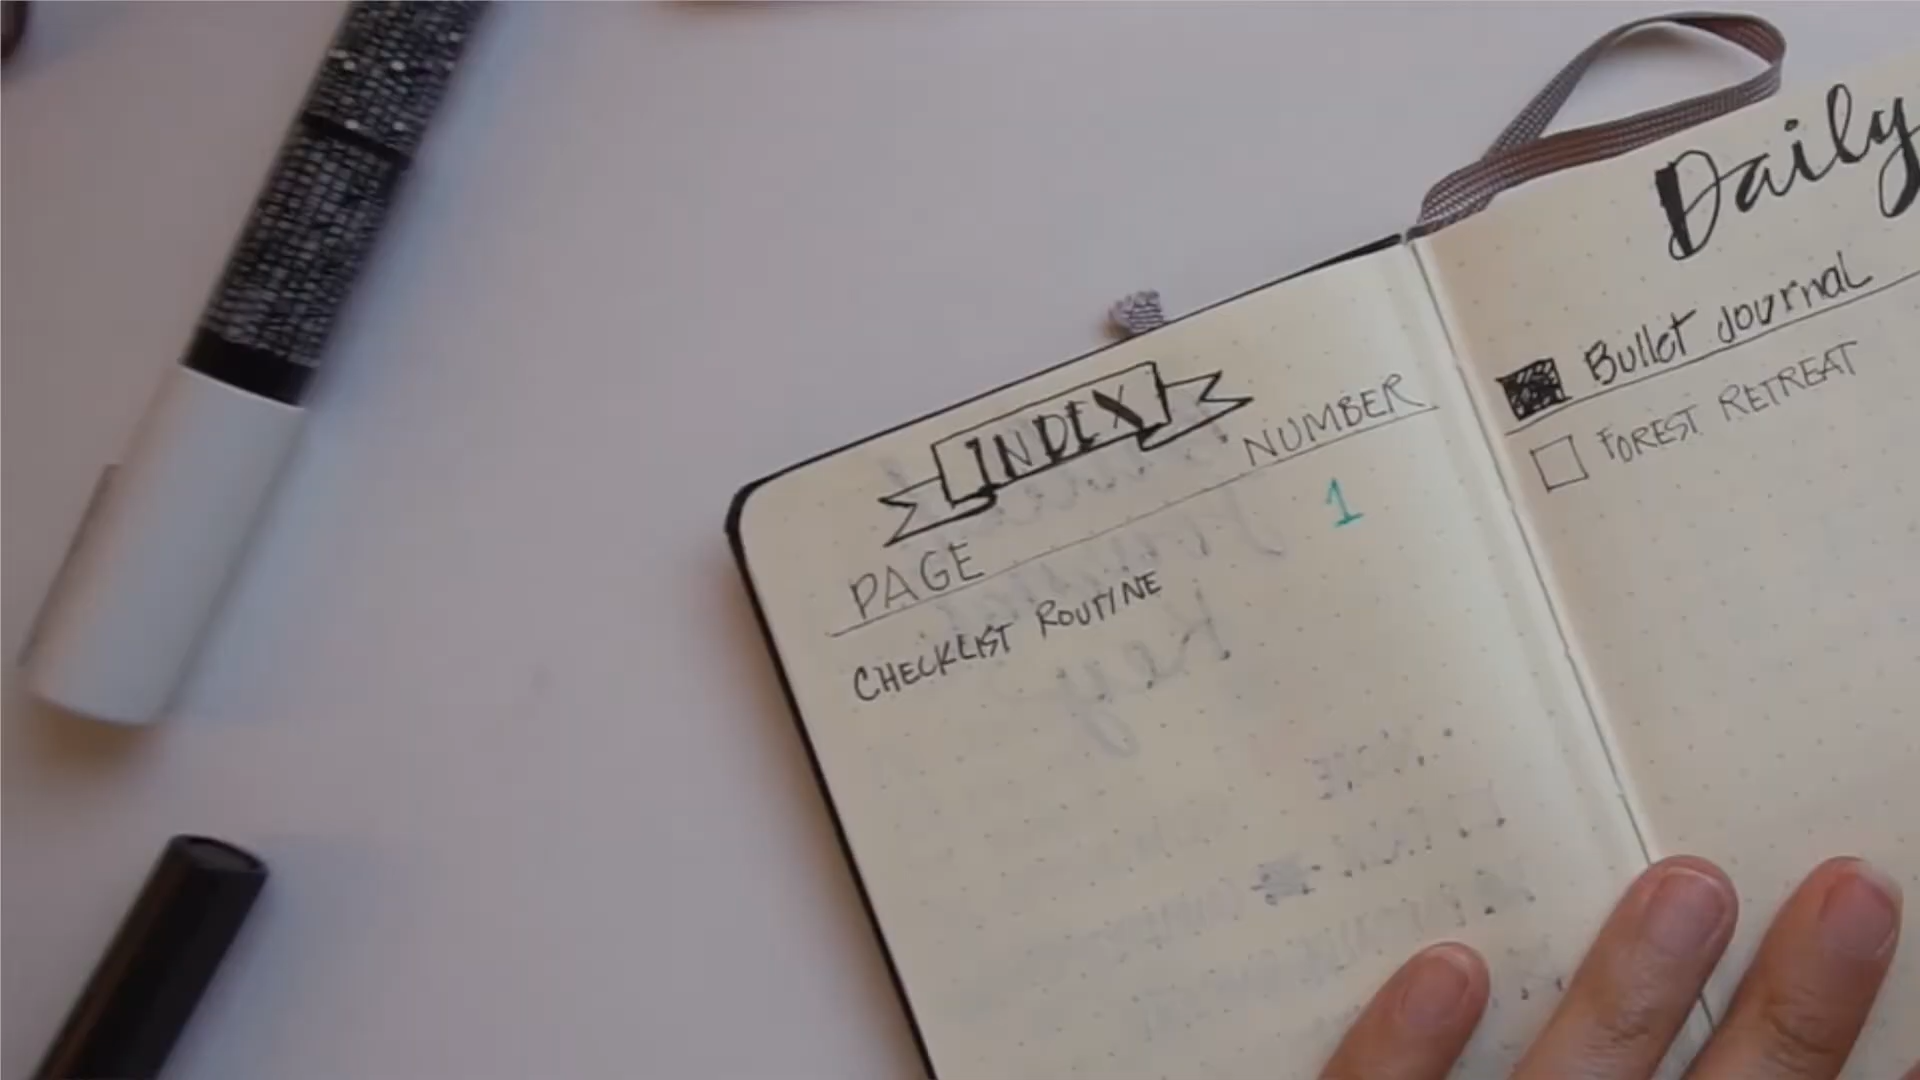 INDEX
PAGE NUMBER
CHECKLIST ROUTINE 1
Daily
Bullet Journal
FOREST RETREAT